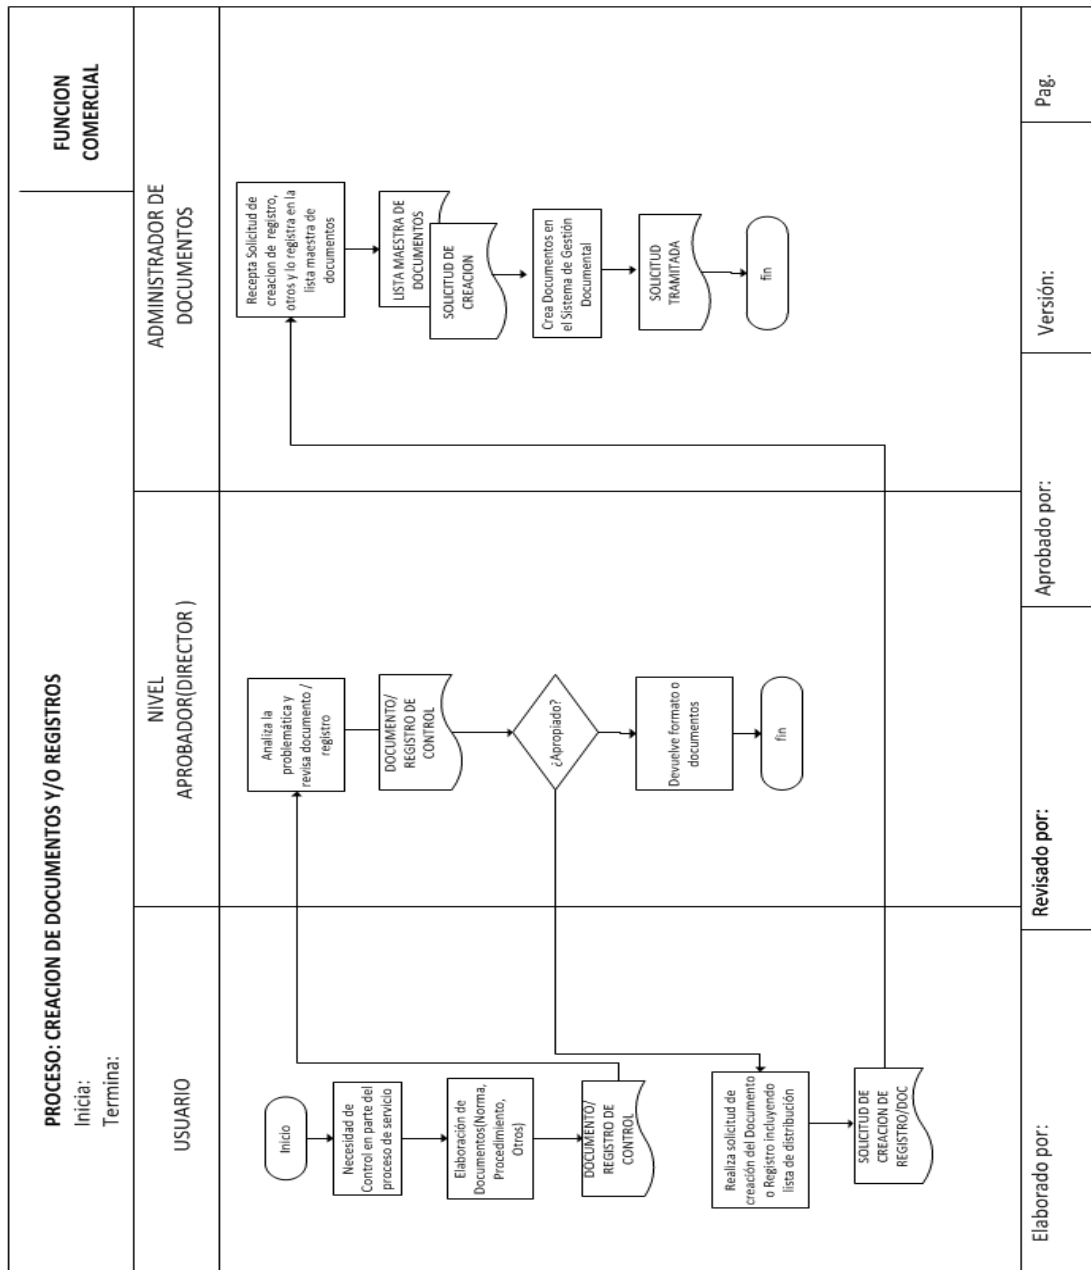 PROCESO: CREACION DE DOCUMENTOS Y/O REGISTROS
Inicia:
Termina:
FUNCION
COMERCIAL
USUARIO
NIVEL
APROBADOR(DIRECTOR )
ADMINISTRADOR DE
DOCUMENTOS
Inicio
Necesidad de
Control en parte del
proceso de servicio
Elaboración de
Documentos(Norma,
Procedimiento,
Otros)
DOCUMENTO/
REGISTRO DE
CONTROL
Realiza solicitud de
creación del Documento
o Registro incluyendo
lista de distribución
SOLICITUD DE
CREACION DE
REGISTRO/DOC
Analiza la
problemática y
revisa documento /
registro
DOCUMENTO/
REGISTRO DE
CONTROL
¿Apropiado?
Devuelve formato o
documentos
fin
Recepta Solicitud de
creacion de registro,
otros y lo registra en la
lista maestra de
documentos
LISTA MAESTRA DE
DOCUMENTOS
SOLICITUD DE
CREACION
Crea Documentos en
el Sistema de Gestión
Documental
SOLICITUD
TRAMITADA
fin
Elaborado por:
Revisado por:
Aprobado por:
Versión:
Pag.